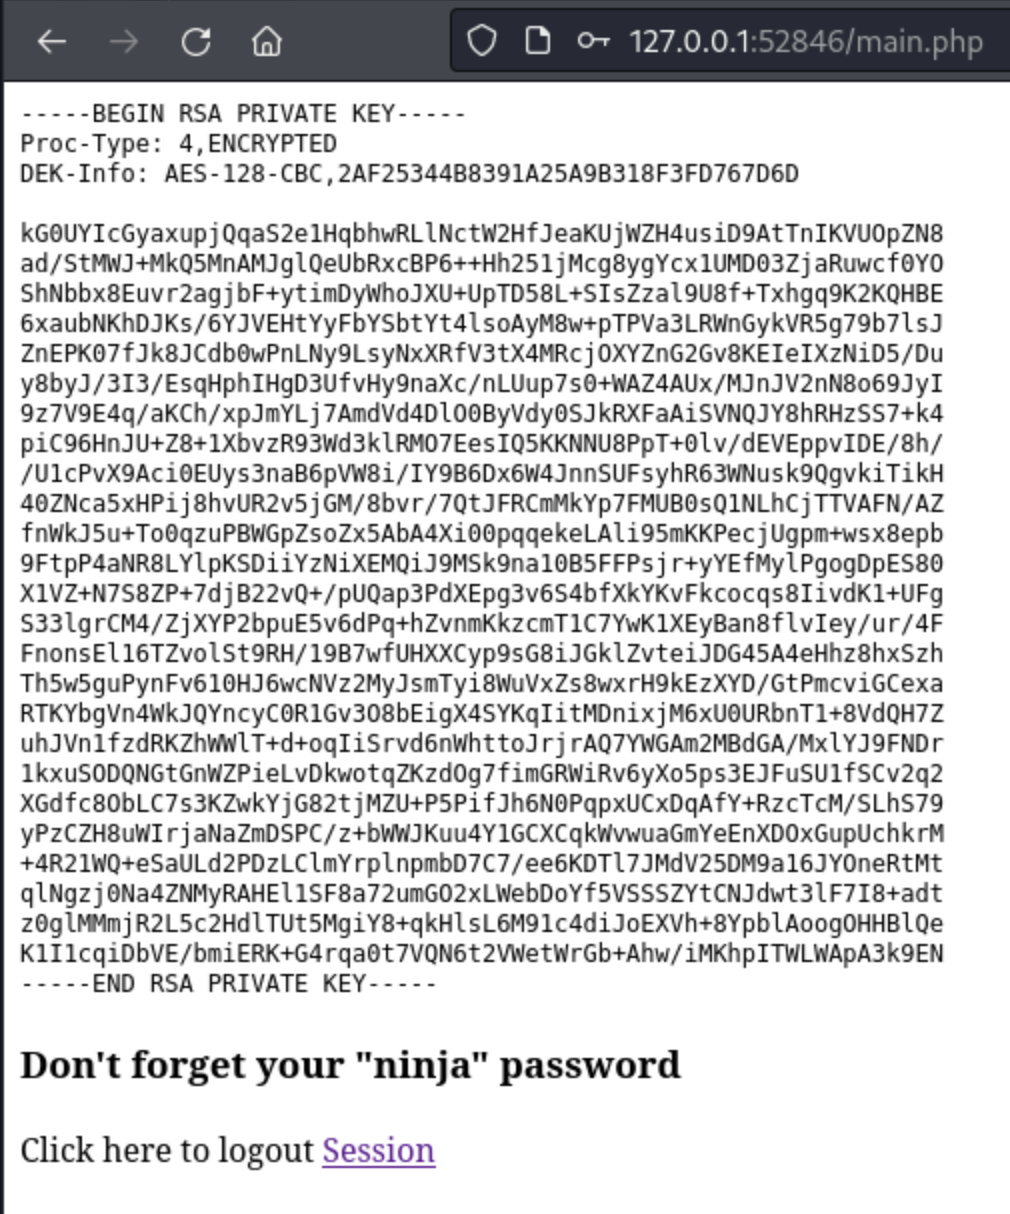 127.0.0.1:52846/main.php
-----BEGIN RSA PRIVATE KEY-----
Proc-Type: 4,ENCRYPTED
DEK-Info: AES-128-CBC,2AF25344B8391A25A9B318F3FD767D6D
kG0UYIcGyaxupjQqaS2e1HqbhwRLlNctW2HfJeaKUjWZH4usiD9AtTnIKVUOpZN8
ad/StMWJ+MkQ5MnAMJglQeUbRxcBP6++Hh251jMcg8ygYcx1UMD03ZjaRuwcf0YO
ShNbbx8Euvr2agjbF+ytimDyWhoJXU+UpTD58L+SIsZzal9U8f+Txhgq9K2KQHBE
6xaubNKhDJKs/6YJVEHtYyFbYSbtYt4lsoAyM8w+pTPVa3LRWnGykVR5g79b7lsJ
ZnEPK07fJk8JCdb0wPnLNy9LsyNxXRfV3tX4MRcjOXYZnG2Gv8KEIeIXzNiD5/Du
y8byJ/3I3/EsqHphIHgD3UfvHy9naXc/nLUup7s0+WAZ4AUx/MJnJV2nN8o69JyI
9z7V9E4q/aKCh/xpJmYLj7AmdVd4DlO0ByVdy0SJkRXFaAiSVNQJY8hRHzSS7+k4
piC96HnJU+Z8+1XbvzR93Wd3klRMO7EesIQ5KKNNU8PpT+0lv/dEVEppvIDE/8h/
/U1cPvX9Aci0EUys3naB6pVW8i/IY9B6Dx6W4JnnSUFsyhR63WNusk9QgvkiTikH
40ZNca5xHPij8hvUR2v5jGM/8bvr/7QtJFRCmMkYp7FMUB0sQ1NLhCjTTVAFN/AZ
fnWkJ5u+To0qzuPBWGpZsoZx5AbA4Xi00pqqekeLAli95mKKPecjUgpm+wsx8epb
9FtpP4aNR8LYlpKSDiiYzNiXEMQiJ9MSk9na10B5FFPsjr+yYEfMylPgogDpES80
X1VZ+N7S8ZP+7djB22vQ+/pUQap3PdXEpg3v6S4bfXkYKvFkcocqs8IivdK1+UFg
S33lgrCM4/ZjXYP2bpuE5v6dPq+hZvnmKkzcmT1C7YwK1XEyBan8flvIey/ur/4F
FnonsEl16TZvolSt9RH/19B7wfUHXXCyp9sG8iJGklZvteiJDG45A4eHhz8hxSzh
Th5w5guPynFv610HJ6wcNVz2MyJsmTyi8WuVxZs8wxrH9kEzXYD/GtPmcviGCexa
RTKYbgVn4WkJQYncyC0R1Gv3O8bEigX4SYKqIitMDnixjM6xU0URbnT1+8VdQH7Z
uhJVn1fzdRKZhWWlT+d+oqIiSrvd6nWhttoJrjrAQ7YWGAm2MBdGA/MxlYJ9FNDr
1kxuSODQNGtGnWZPieLvDkwotqZKzdOg7fimGRWiRv6yXo5ps3EJFuSU1fSCv2q2
XGdfc8ObLC7s3KZwkYjG82tjMZU+P5PifJh6N0PqpxUCxDqAfY+RzcTcM/SLhS79
yPzCZH8uWIrjaNaZmDSPC/z+bWWJKuu4Y1GCXCqkWvwuaGmYeEnXDOxGupUchkrM
+4R21WQ+eSaULd2PDzLClmYrplnpmbD7C7/ee6KDTl7JMdV25DM9a16JYOneRtMt
qlNgzj0Na4ZNMyRAHEl1SF8a72umGO2xLWebDoYf5VSSSZYtCNJdwt3lF7I8+adt
z0glMMmjR2L5c2HdlTUt5MgiY8+qkHlsL6M91c4diJoEXVh+8YpblAoogOHHBlQe
K1I1cqiDbVE/bmiERK+G4rqa0t7VQN6t2VWetWrGb+Ahw/iMKhpITWLWApA3k9EN
-----END RSA PRIVATE KEY-----
Don't forget your "ninja" password
Click here to logout Session